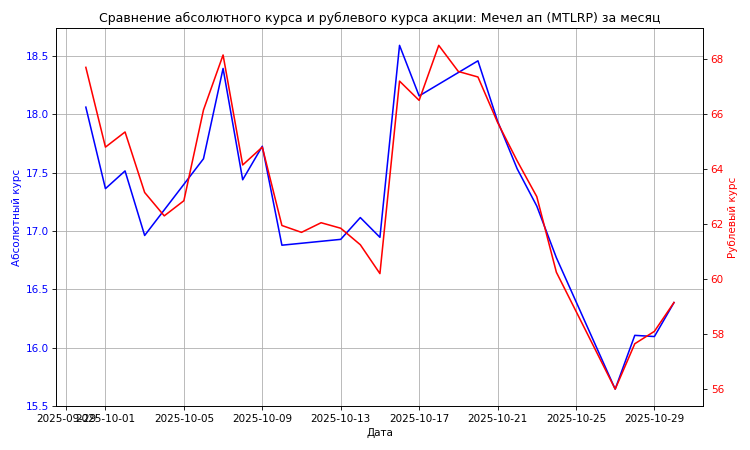 Сравнение абсолютного курса и рублевого курса акции: Мечел ап (MTLRP) за месяц
18.5
18.0
17.5
17.0
16.5
16.0
15.5
Абсолютный курс
68
66
64
62
60
58
56
Рублевый курс
2025-09-29 2025-10-01 2025-10-05 2025-10-09 2025-10-13 2025-10-17 2025-10-21 2025-10-25 2025-10-29
Дата